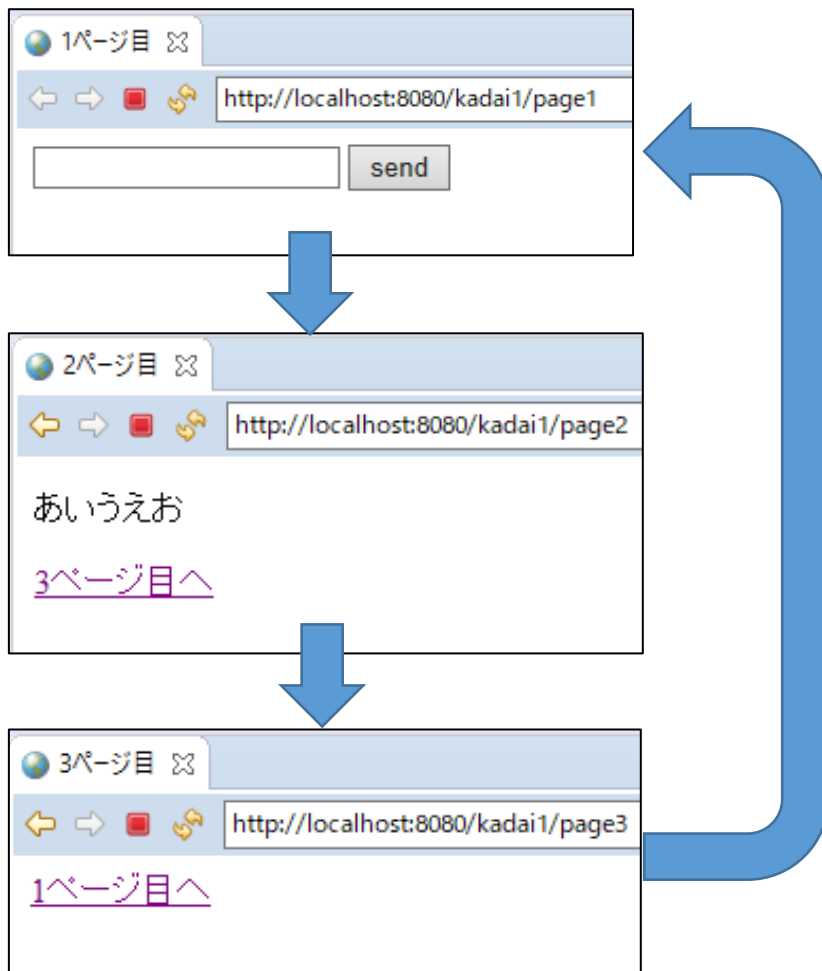 1ページ目
http://localhost:8080/kadai1/page1
send
2ページ目
http://localhost:8080/kadai1/page2
あいうえお
3ページ目へ
3ページ目
http://localhost:8080/kadai1/page3
1ページ目へ